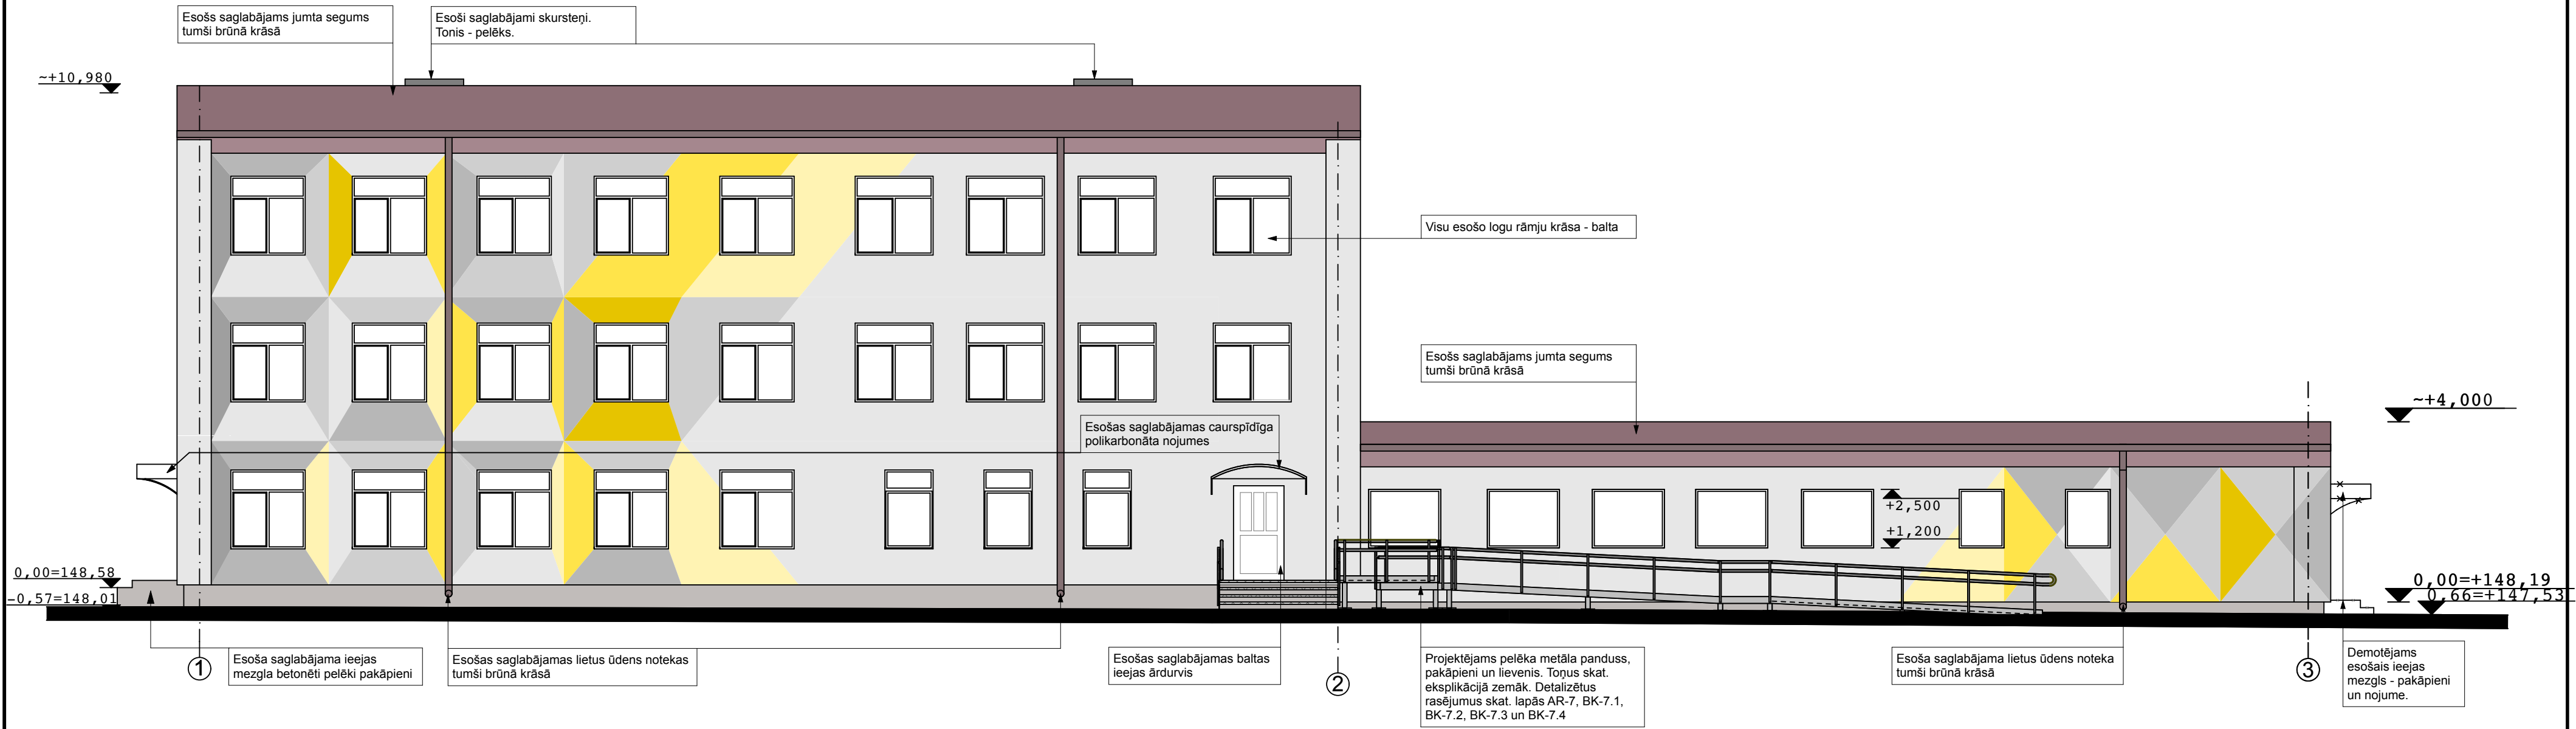 Esošs saglabājams jumta segums
tumši brūnā krāsā
Esoši saglabājami skursteņi.
Tonis - pelēks.
~+10,980
Visu esošo logu rāmju krāsa - balta
Esošs saglabājams jumta segums
tumši brūnā krāsā
~+4,000
Esošas saglabājamas caurspīdīga
polikarbonāta nojumes
+2,500
+1,200
0,00=148,58
-0,57=148,01
0,00=+148,19
0,66=+147,53
1
Esoša saglabājama ieejas
mezgla betonēti pelēki pakāpieni
Esošas saglabājamas lietus ūdens notekas
tumši brūnā krāsā
Esošas saglabājamas baltas
ieejas ārdurvis
2
Projektējams pelēka metāla panduss,
pakāpieni un lievenis. Toņus skat.
eksplikācijā zemāk. Detalizētus
rasējumus skat. lapās AR-7, BK-7.1,
BK-7.2, BK-7.3 un BK-7.4
Esoša saglabājama lietus ūdens noteka
tumši brūnā krāsā
3
Demotējams
esošais ieejas
mezgls - pakāpieni
un nojume.